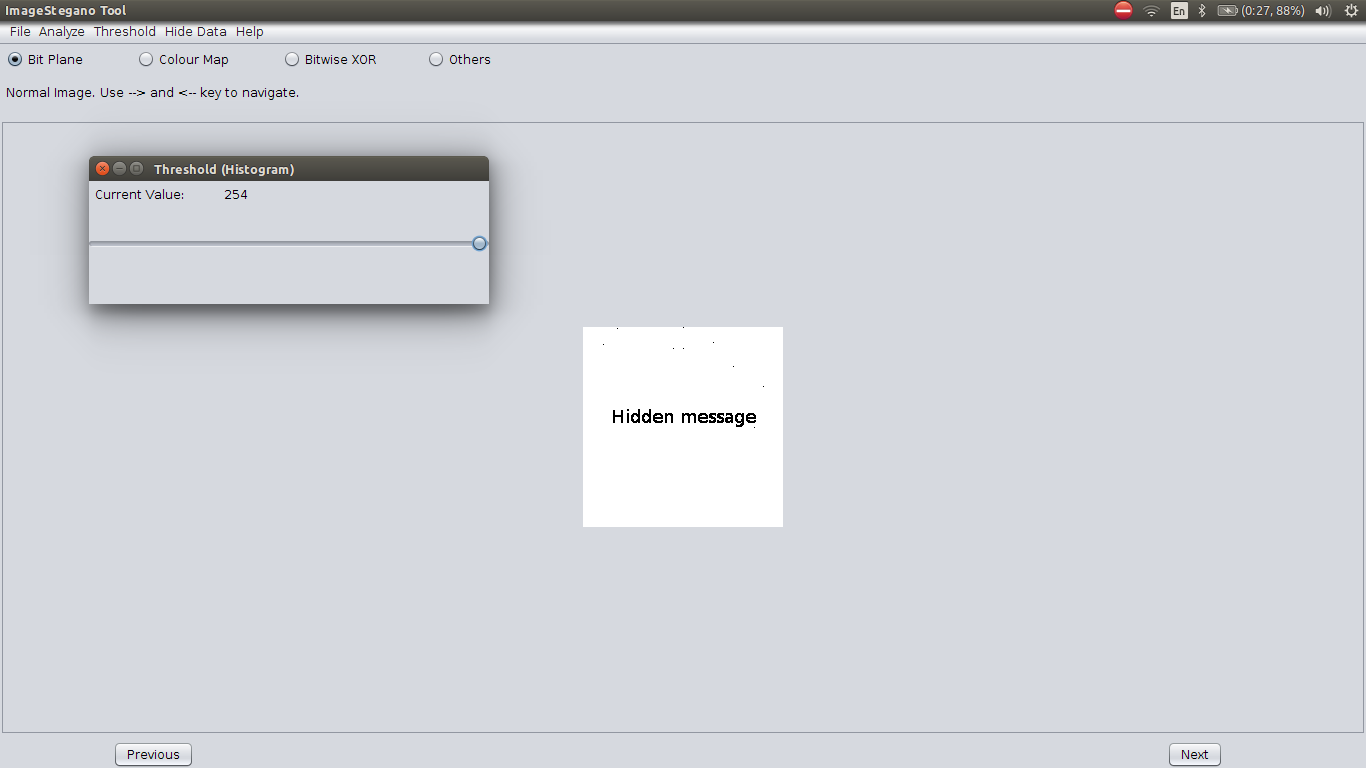 ImageStegano Tool
En (0:27, 88%)
File Analyze Threshold Hide Data Help
Bit Plane Colour Map Bitwise XOR Others
Normal Image. Use --> and <-- key to navigate.
Threshold (Histogram)
Current Value: 254
Hidden message
Previous Next